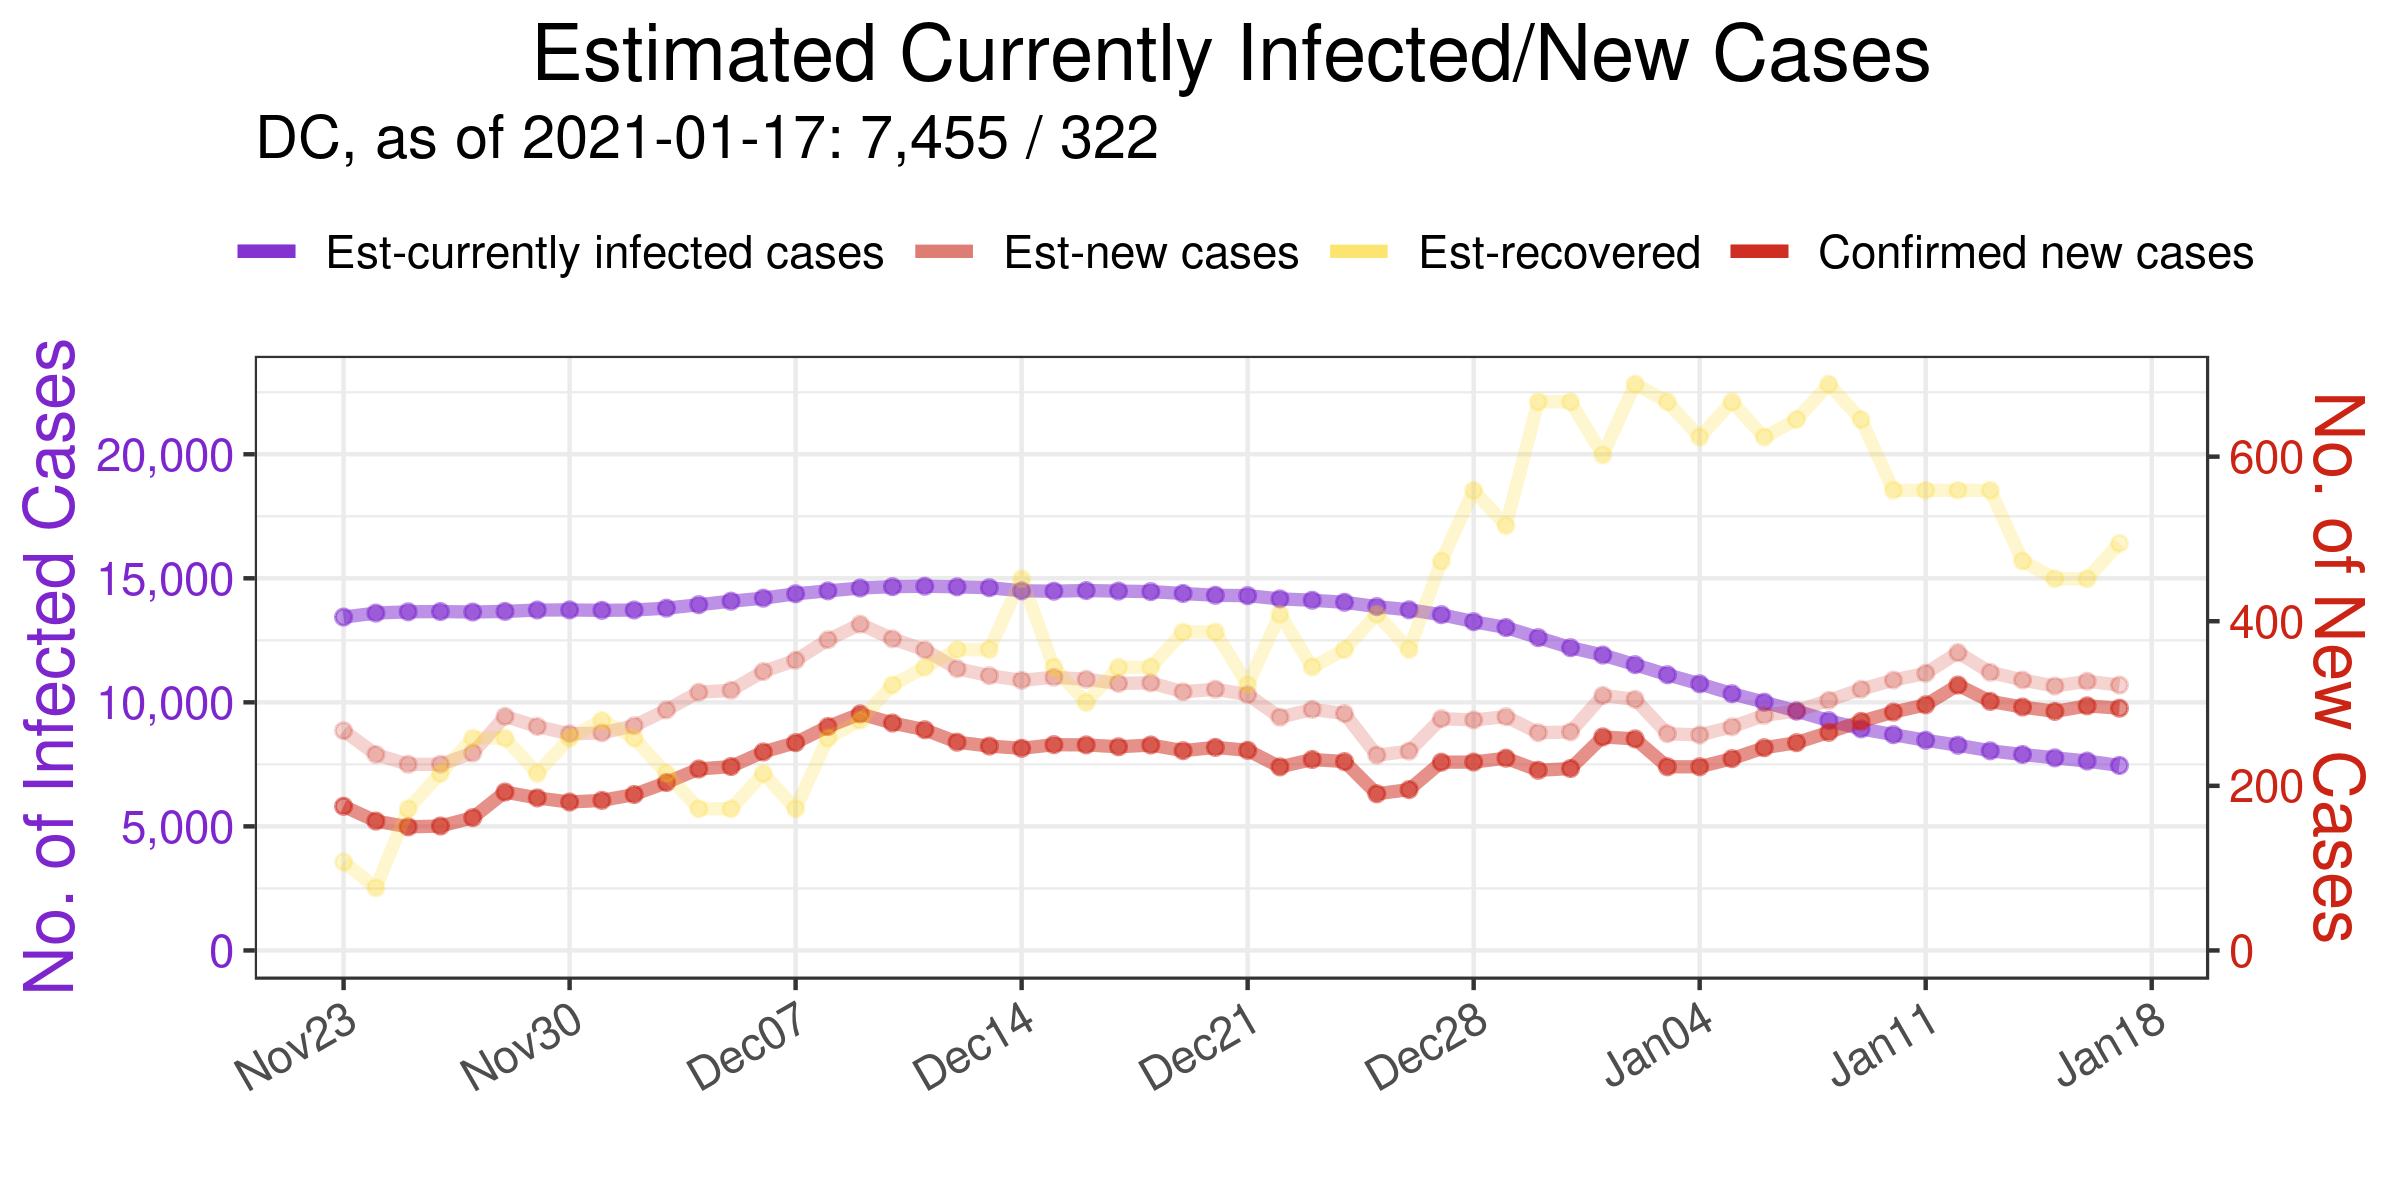 Estimated Currently Infected/New Cases
DC, as of 2021-01-17: 7,455 / 322
Est-currently infected cases Est-new cases Est-recovered Confirmed new cases
No. of Infected Cases
20,000
15,000
10,000
5,000
0
600
400
200
0
No. of New Cases
Nov23 Nov30 Dec07 Dec14 Dec21 Dec28 Jan04 Jan11 Jan18